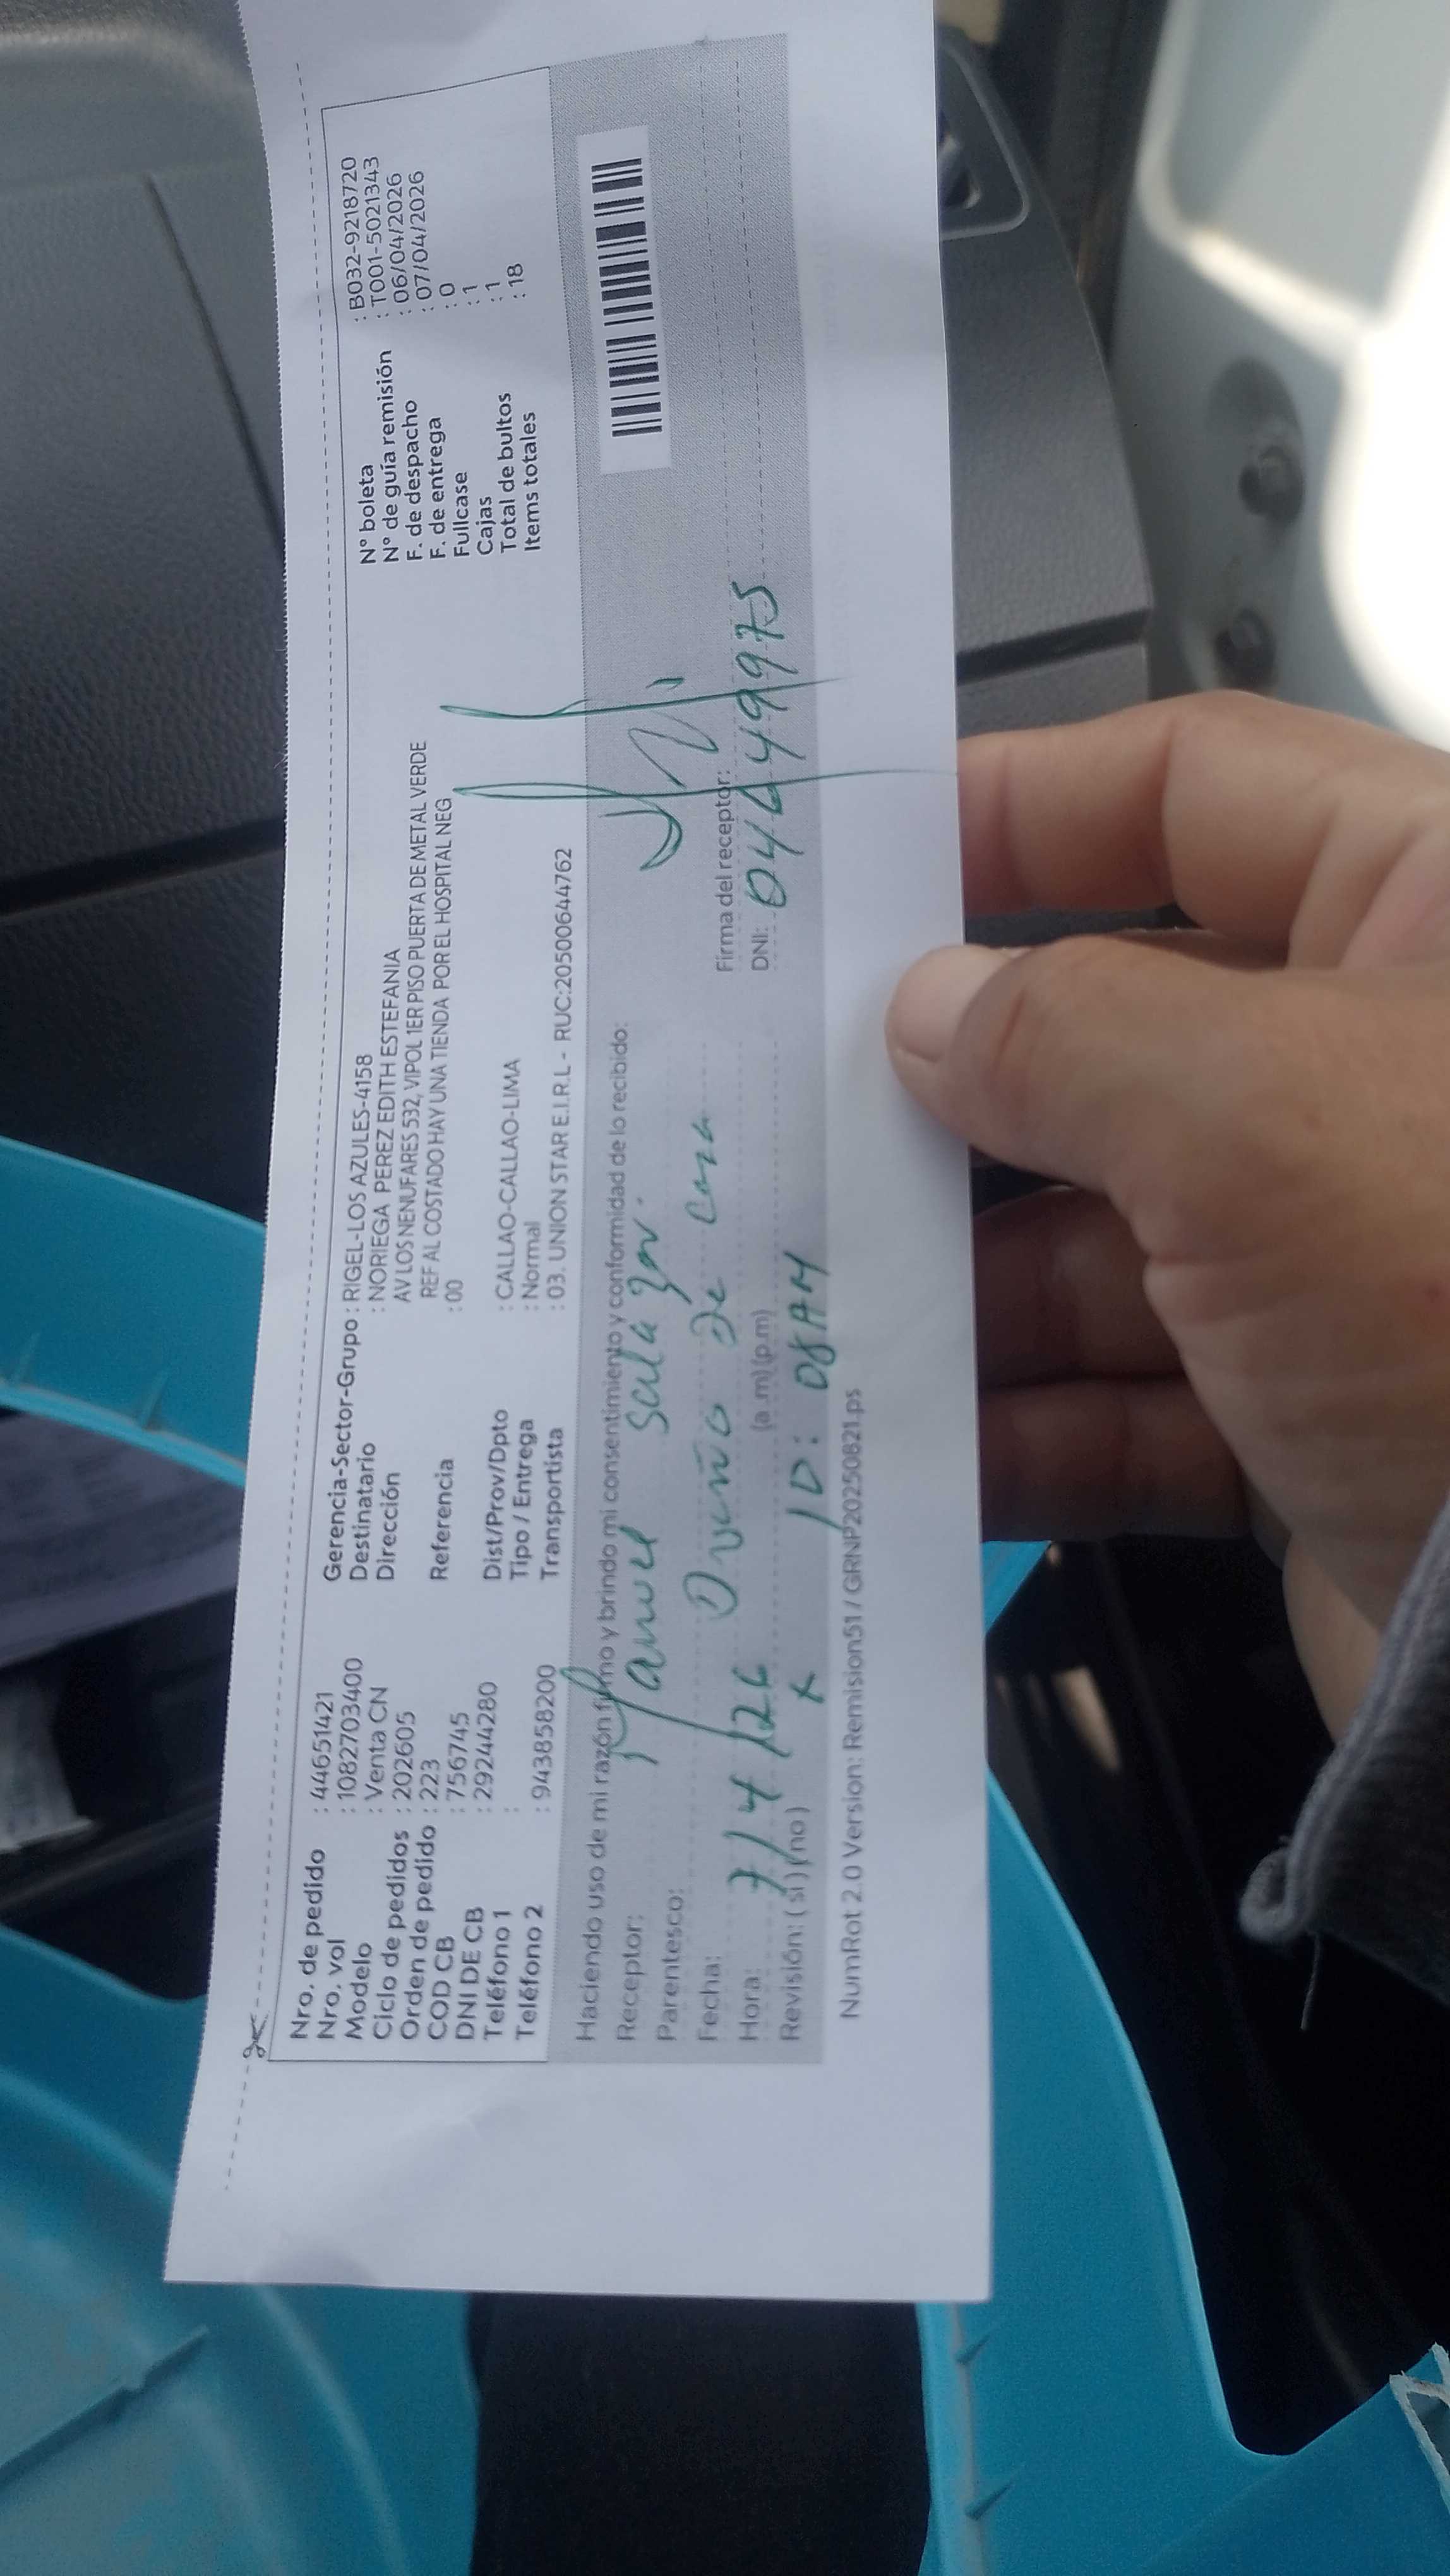 Nro. de pedido : 44651421
Nro. vol : 1082703400
Modelo : Venta CN
Ciclo de pedidos : 202605
Orden de pedido : 223
COD CB : 756745
DNI DE CB : 29244280
Teléfono 1 :
Teléfono 2 : 943858200
Gerencia-Sector-Grupo : RIGEL-LOS AZULES-4158
Destinatario : NORIEGA PEREZ EDITH ESTEFANIA
Dirección AV LOS NENUFARES 532, VIPOL 1ER PISO PUERTA DE METAL VERDE
REF AL COSTADO HAY UNA TIENDA POR EL HOSPITAL NEG
Referencia : 00
Dist/Prov/Dpto : CALLAO-CALLAO-LIMA
Tipo / Entrega : Normal
Transportista : 03. UNION STAR E.I.R.L - RUC:20500644762
N° boleta : B032-9218720
N° de guía remisión : T001-5021343
F. de despacho : 06/04/2026
F. de entrega : 07/04/2026
Fullcase : 0
Cajas : 1
Total de bultos : 1
Items totales : 18
Haciendo uso de mi razón firmo y brindo mi consentimiento y conformidad de lo recibido:
Receptor: Manuel Salazar
Parentesco: Dueño de casa
Fecha: 7/4/26
Hora: (a.m) (p.m)
Revisión: ( si ) ( no ) x 1D: 08AM
Firma del receptor:
DNI:
NumRot 2.0 Version: Remision51 / GRNP20250821.ps